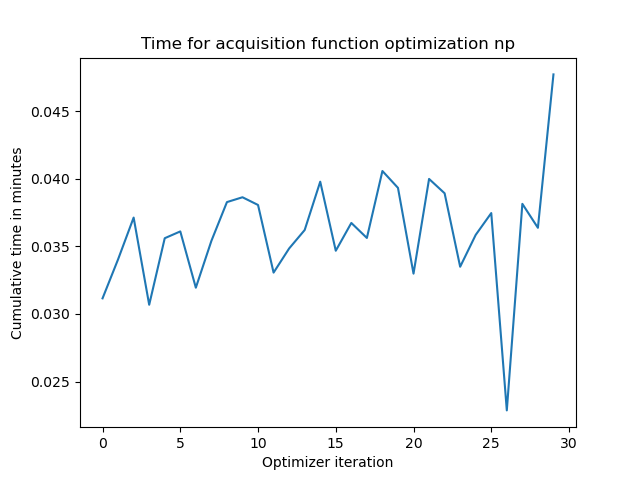 Time for acquisition function optimization np
Cumulative time in minutes
0.045
0.040
0.035
0.030
0.025
0 5 10 15 20 25 30
Optimizer iteration